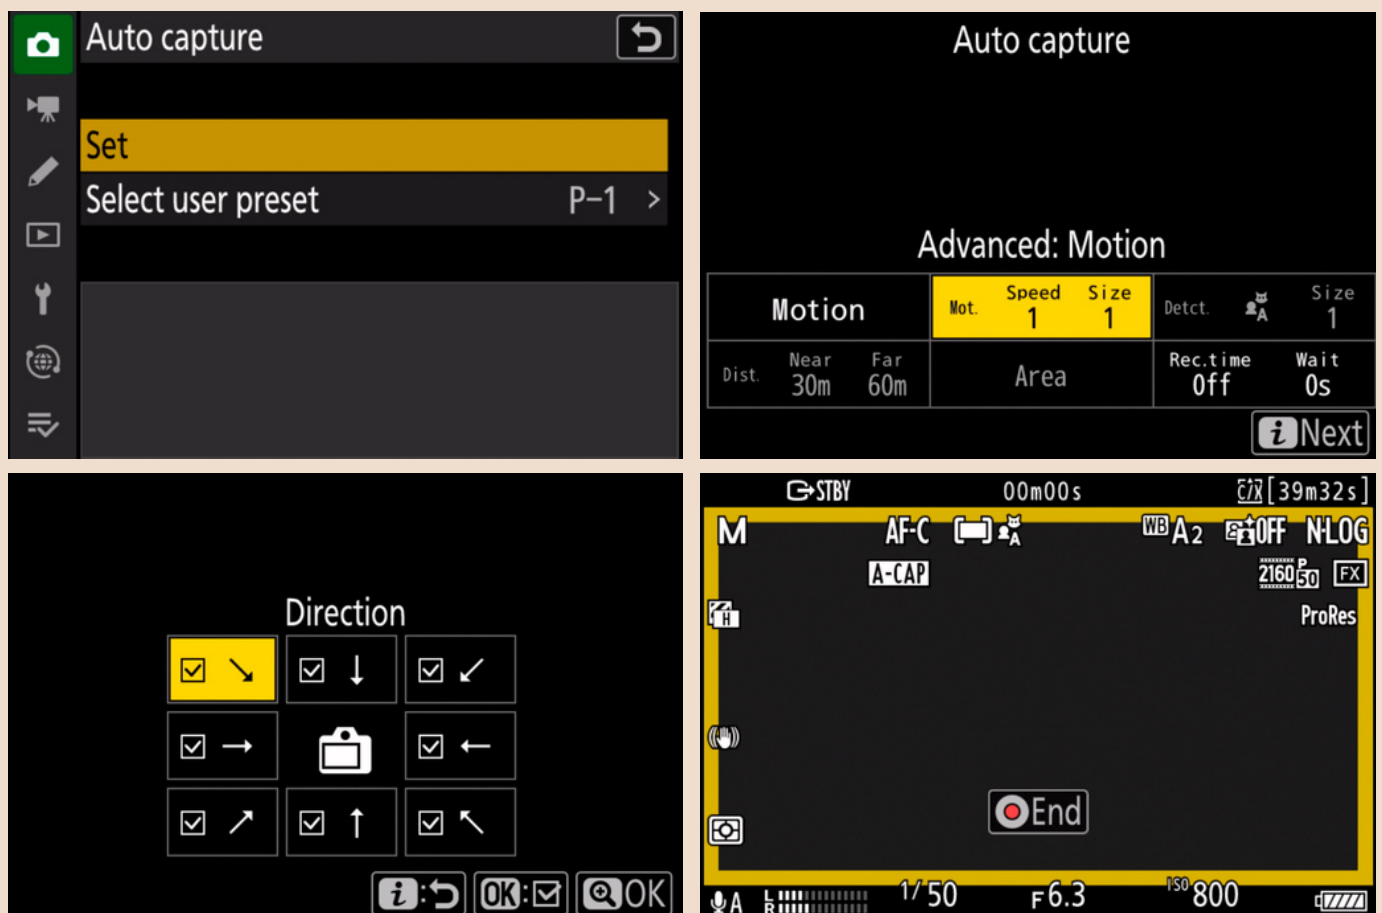 Auto capture
Set
Select user preset P-1 >
Auto capture
Advanced: Motion
Motion
Mot. Speed 1 Size 1
Detct. A Size 1
Dist. Near 30m Far 60m
Area
Rec.time Off Wait 0s
i Next
Direction
i: OK: OK
STBY 00m00s [39m32s]
M AF-C A WB A2 OFF N-LOG
A-CAP 2160 P 50 FX
H ProRes
End
A L R 1/50 F6.3 ISO 800